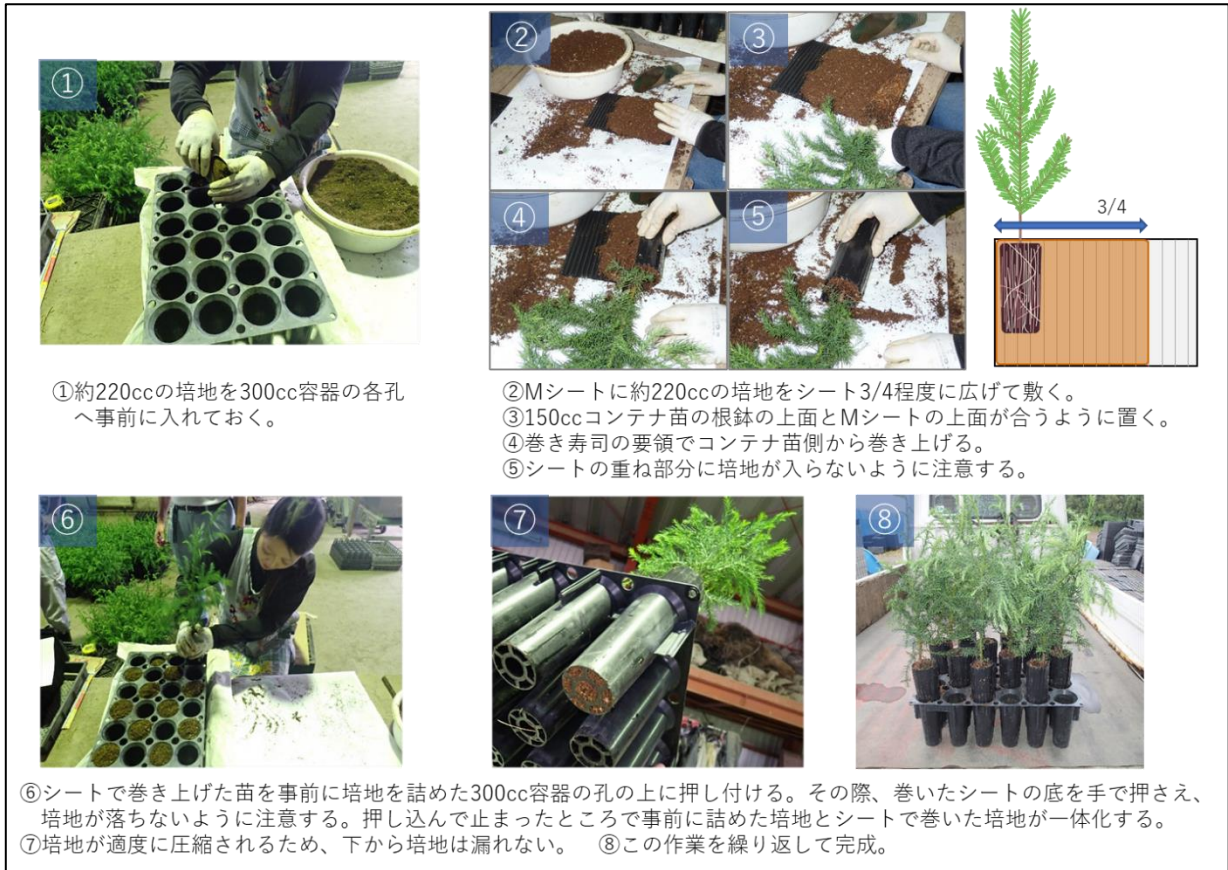 ①
②
③
④
⑤
3/4
①約220ccの培地を300cc容器の各孔
へ事前に入れておく。
②Mシートに約220ccの培地をシート3/4程度に広げて敷く。
③150ccコンテナ苗の根鉢の上面とMシートの上面が合うように置く。
④巻き寿司の要領でコンテナ苗側から巻き上げる。
⑤シートの重ね部分に培地が入らないように注意する。
⑥
⑦
⑧
⑥シートで巻き上げた苗を事前に培地を詰めた300cc容器の孔の上に押し付ける。その際、巻いたシートの底を手で押さえ、
培地が落ちないように注意する。押し込んで止まったところで事前に詰めた培地とシートで巻いた培地が一体化する。
⑦培地が適度に圧縮されるため、下から培地は漏れない。 ⑧この作業を繰り返して完成。